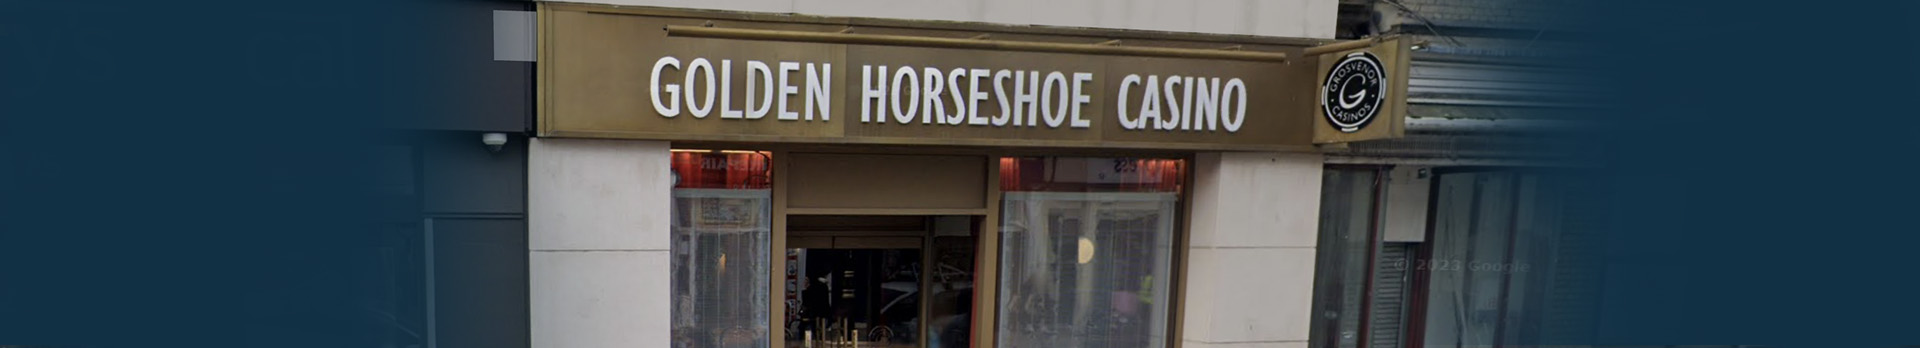 GOLDEN HORSESHOE CASINO
GROSVENOR
G
CASINOS
© 2023 Google